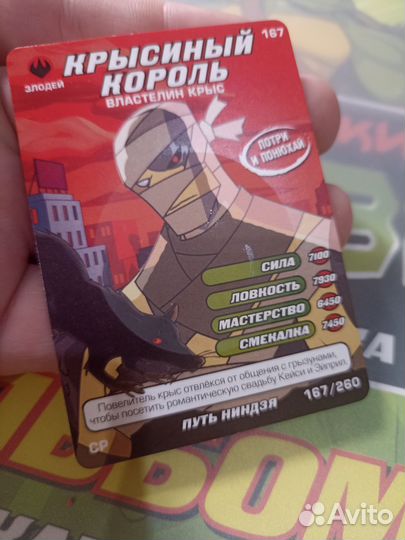 КРЫСИНЫЙ 167
КОРОЛЬ
ЗЛОДЕЙ
ВЛАСТЕЛИН КРЫС
ПОТРИ
И ПОНЮХАЙ
СИЛА 7100
ЛОВКОСТЬ 7930
МАСТЕРСТВО 6450
СМЕКАЛКА 7450
Повелитель крыс отвлёкся от общения с грызунами,
чтобы посетить романтическую свадьбу Кейси и Эйприл.
СР ПУТЬ НИНДЗЯ 167/260
Avito